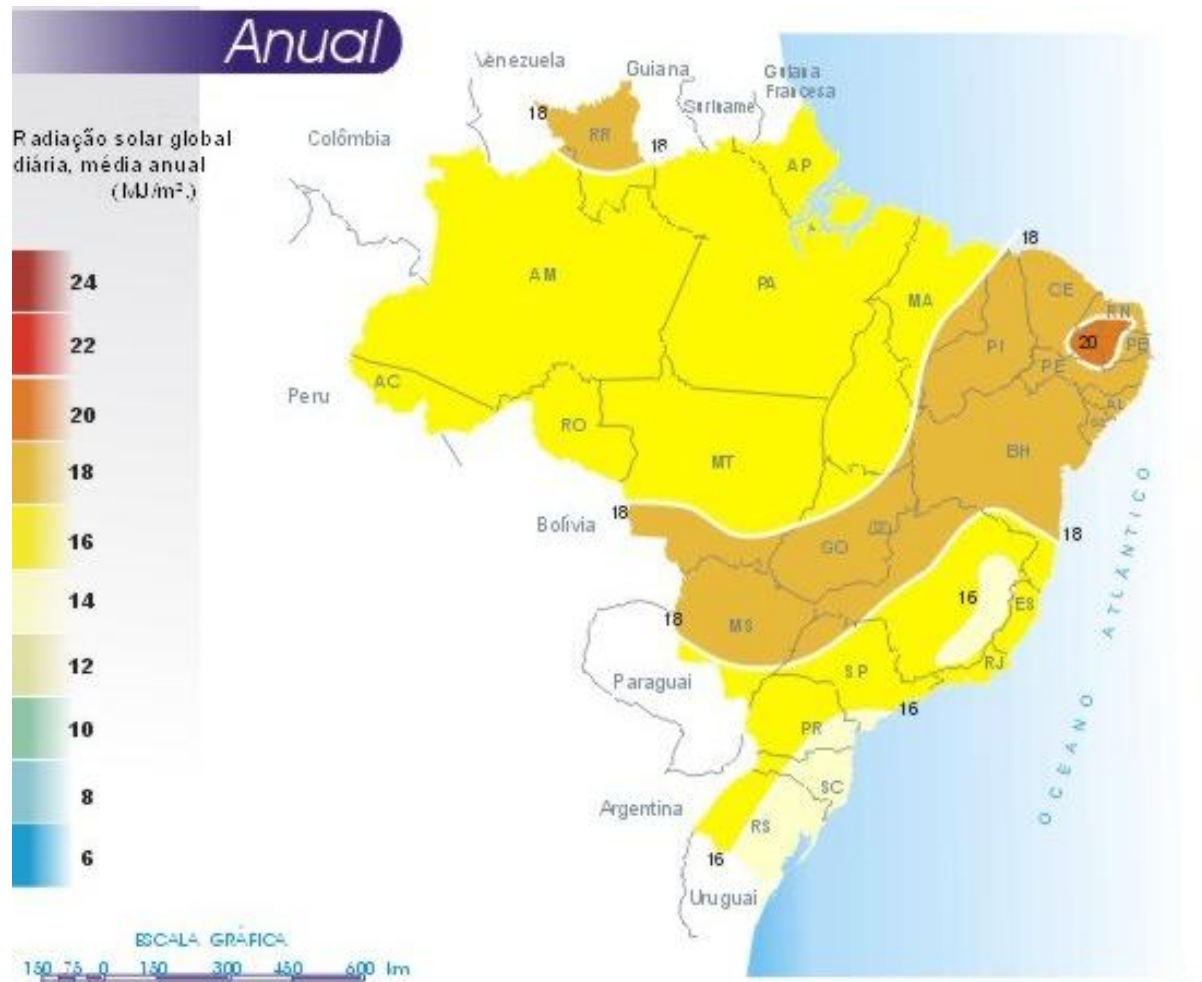 Anual
Radiação solar global
diária, média anual
(MJ/m².)
24
22
20
18
16
14
12
10
8
6
Venezuela
Guiana
Guiana
Francesa
Suriname
Colômbia
18
RR
18
AP
18
AM
PA
MA
CE
RN
PI
20
PB
PE
Peru
AC
AL
RO
MT
BH
Bolívia
18
GO
18
16
ES
18
MS
RJ
SP
Paraguai
16
PR
SC
Argentina
RS
16
Uruguai
OCEANO ATLÂNTICO
ESCALA GRÁFICA
150 75 0 150 300 450 600 km